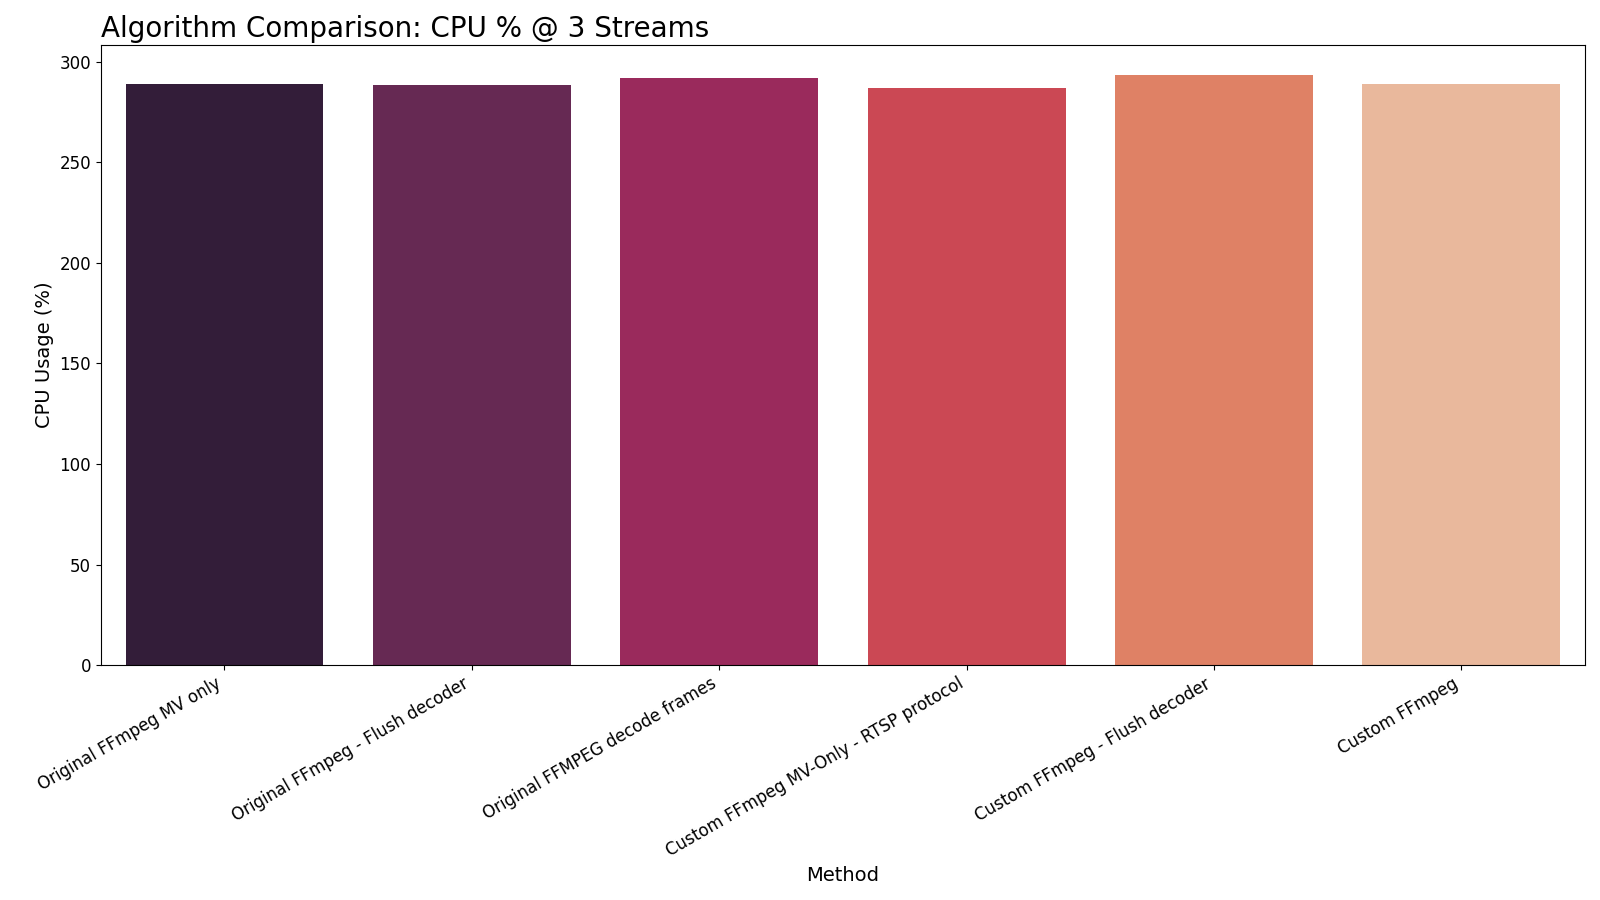 Algorithm Comparison: CPU % @ 3 Streams
300
250
200
150
100
50
0
CPU Usage (%)
Original FFmpeg MV only
Original FFmpeg - Flush decoder
Original FFMPEG decode frames
Custom FFmpeg MV-Only - RTSP protocol
Custom FFmpeg - Flush decoder
Custom FFmpeg
Method